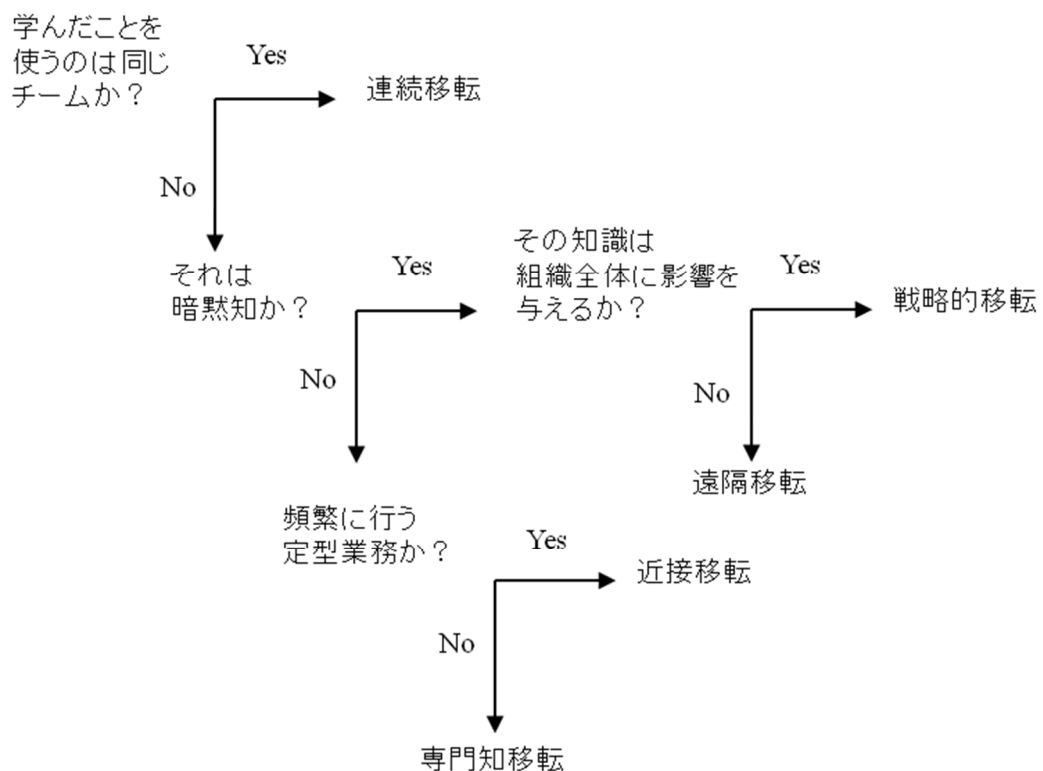 学んだことを
使うのは同じ
チームか？
Yes
連続移転
No
それは
暗黙知か？
Yes
その知識は
組織全体に影響を
与えるか？
Yes
戦略的移転
No
No
遠隔移転
頻繁に行う
定型業務か？
Yes
近接移転
No
専門知移転